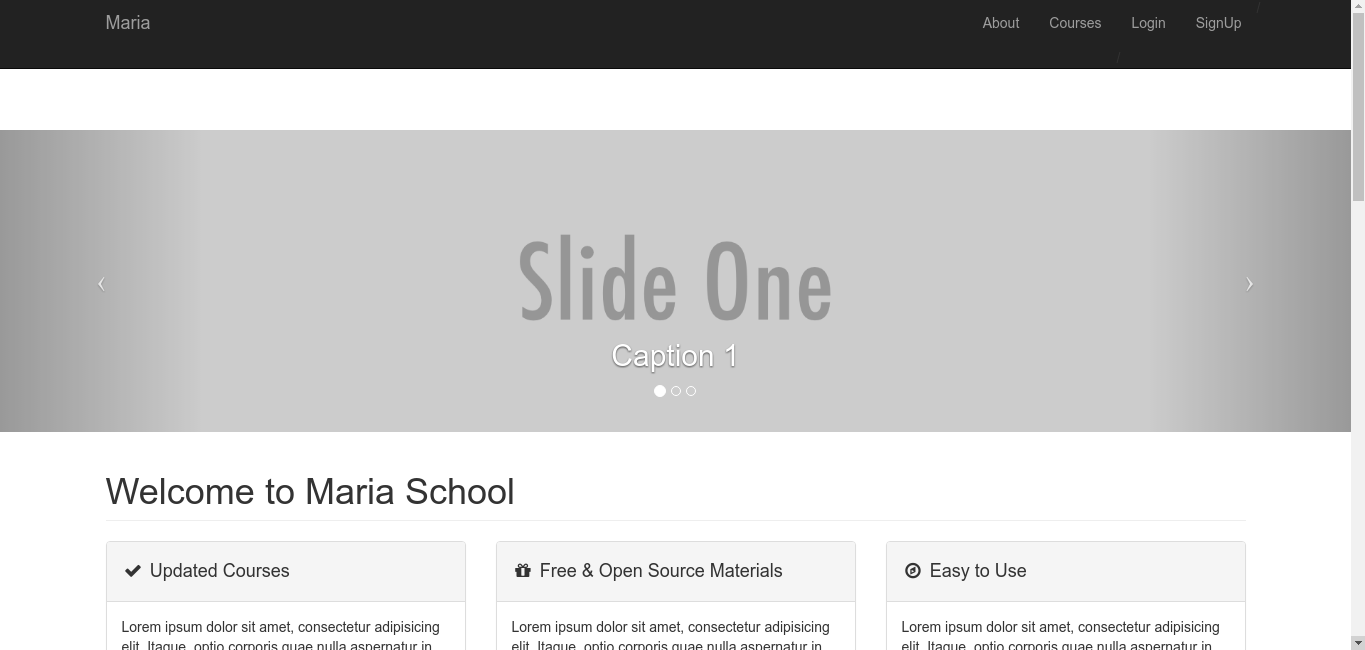 Maria
About Courses Login SignUp
/
/
Slide One
Caption 1
Welcome to Maria School
Updated Courses
Lorem ipsum dolor sit amet, consectetur adipisicing
elit. Itaque, optio corporis quae nulla aspernatur in
Free & Open Source Materials
Lorem ipsum dolor sit amet, consectetur adipisicing
elit. Itaque, optio corporis quae nulla aspernatur in
Easy to Use
Lorem ipsum dolor sit amet, consectetur adipisicing
elit. Itaque, optio corporis quae nulla aspernatur in